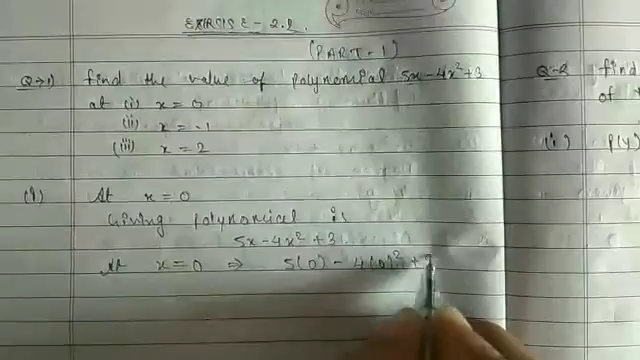 EXERCISE - 2.2.
(PART-1)
Q→1) find the value of polynomial 5x-4x²+3
at (i) x = 0
(ii) x = -1
(iii) x = 2
(i) At x = 0
Giving polynomical is
5x-4x²+3
At x=0 ⇒ 5(0) - 4(0)² +
Q-2 find
of
(i) P(y)